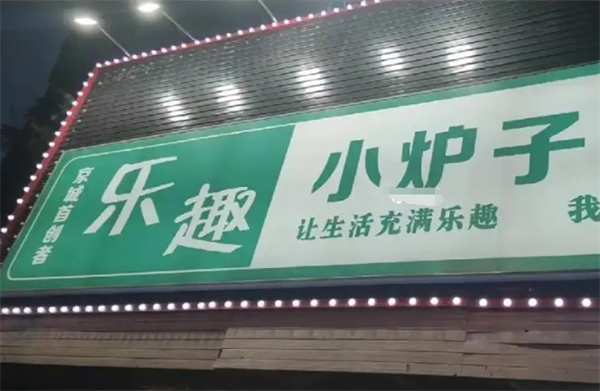 京城首创者
乐趣
小炉子
让生活充满乐趣
我